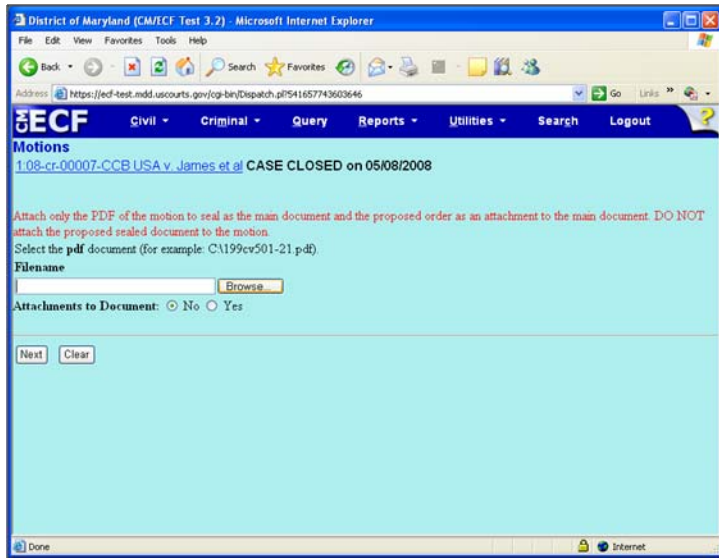 District of Maryland (CM/ECF Test 3.2) - Microsoft Internet Explorer
File Edit View Favorites Tools Help
Back Search Favorites
Address https://ecf-test.mdd.uscourts.gov/cgi-bin/Dispatch.pl?541657743603646 Go Links »
CM ECF Civil Criminal Query Reports Utilities Search Logout ?
Motions
1:08-cr-00007-CCB USA v. James et al CASE CLOSED on 05/08/2008
Attach only the PDF of the motion to seal as the main document and the proposed order as an attachment to the main document. DO NOT
attach the proposed sealed document to the motion.
Select the pdf document (for example: C:\199cv501-21.pdf).
Filename
Browse...
Attachments to Document: No Yes
Next Clear
Done Internet